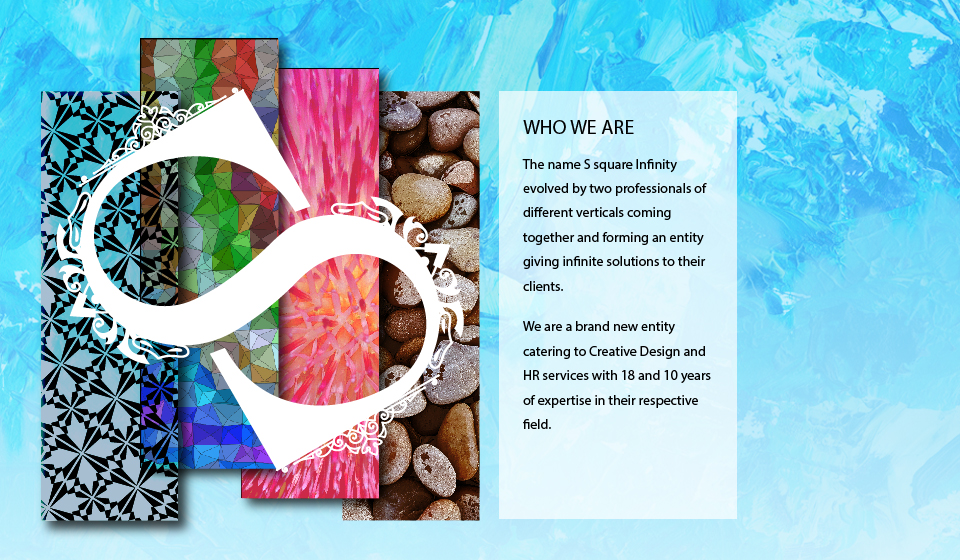 S
WHO WE ARE
The name S square Infinity
evolved by two professionals of
different verticals coming
together and forming an entity
giving infinite solutions to their
clients.
We are a brand new entity
catering to Creative Design and
HR services with 18 and 10 years
of expertise in their respective
field.